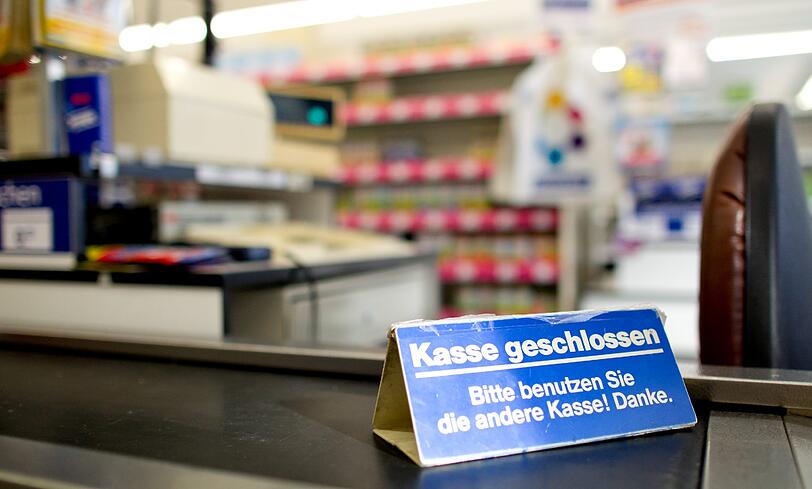 Kasse geschlossen
Bitte benutzen Sie
die andere Kasse! Danke.